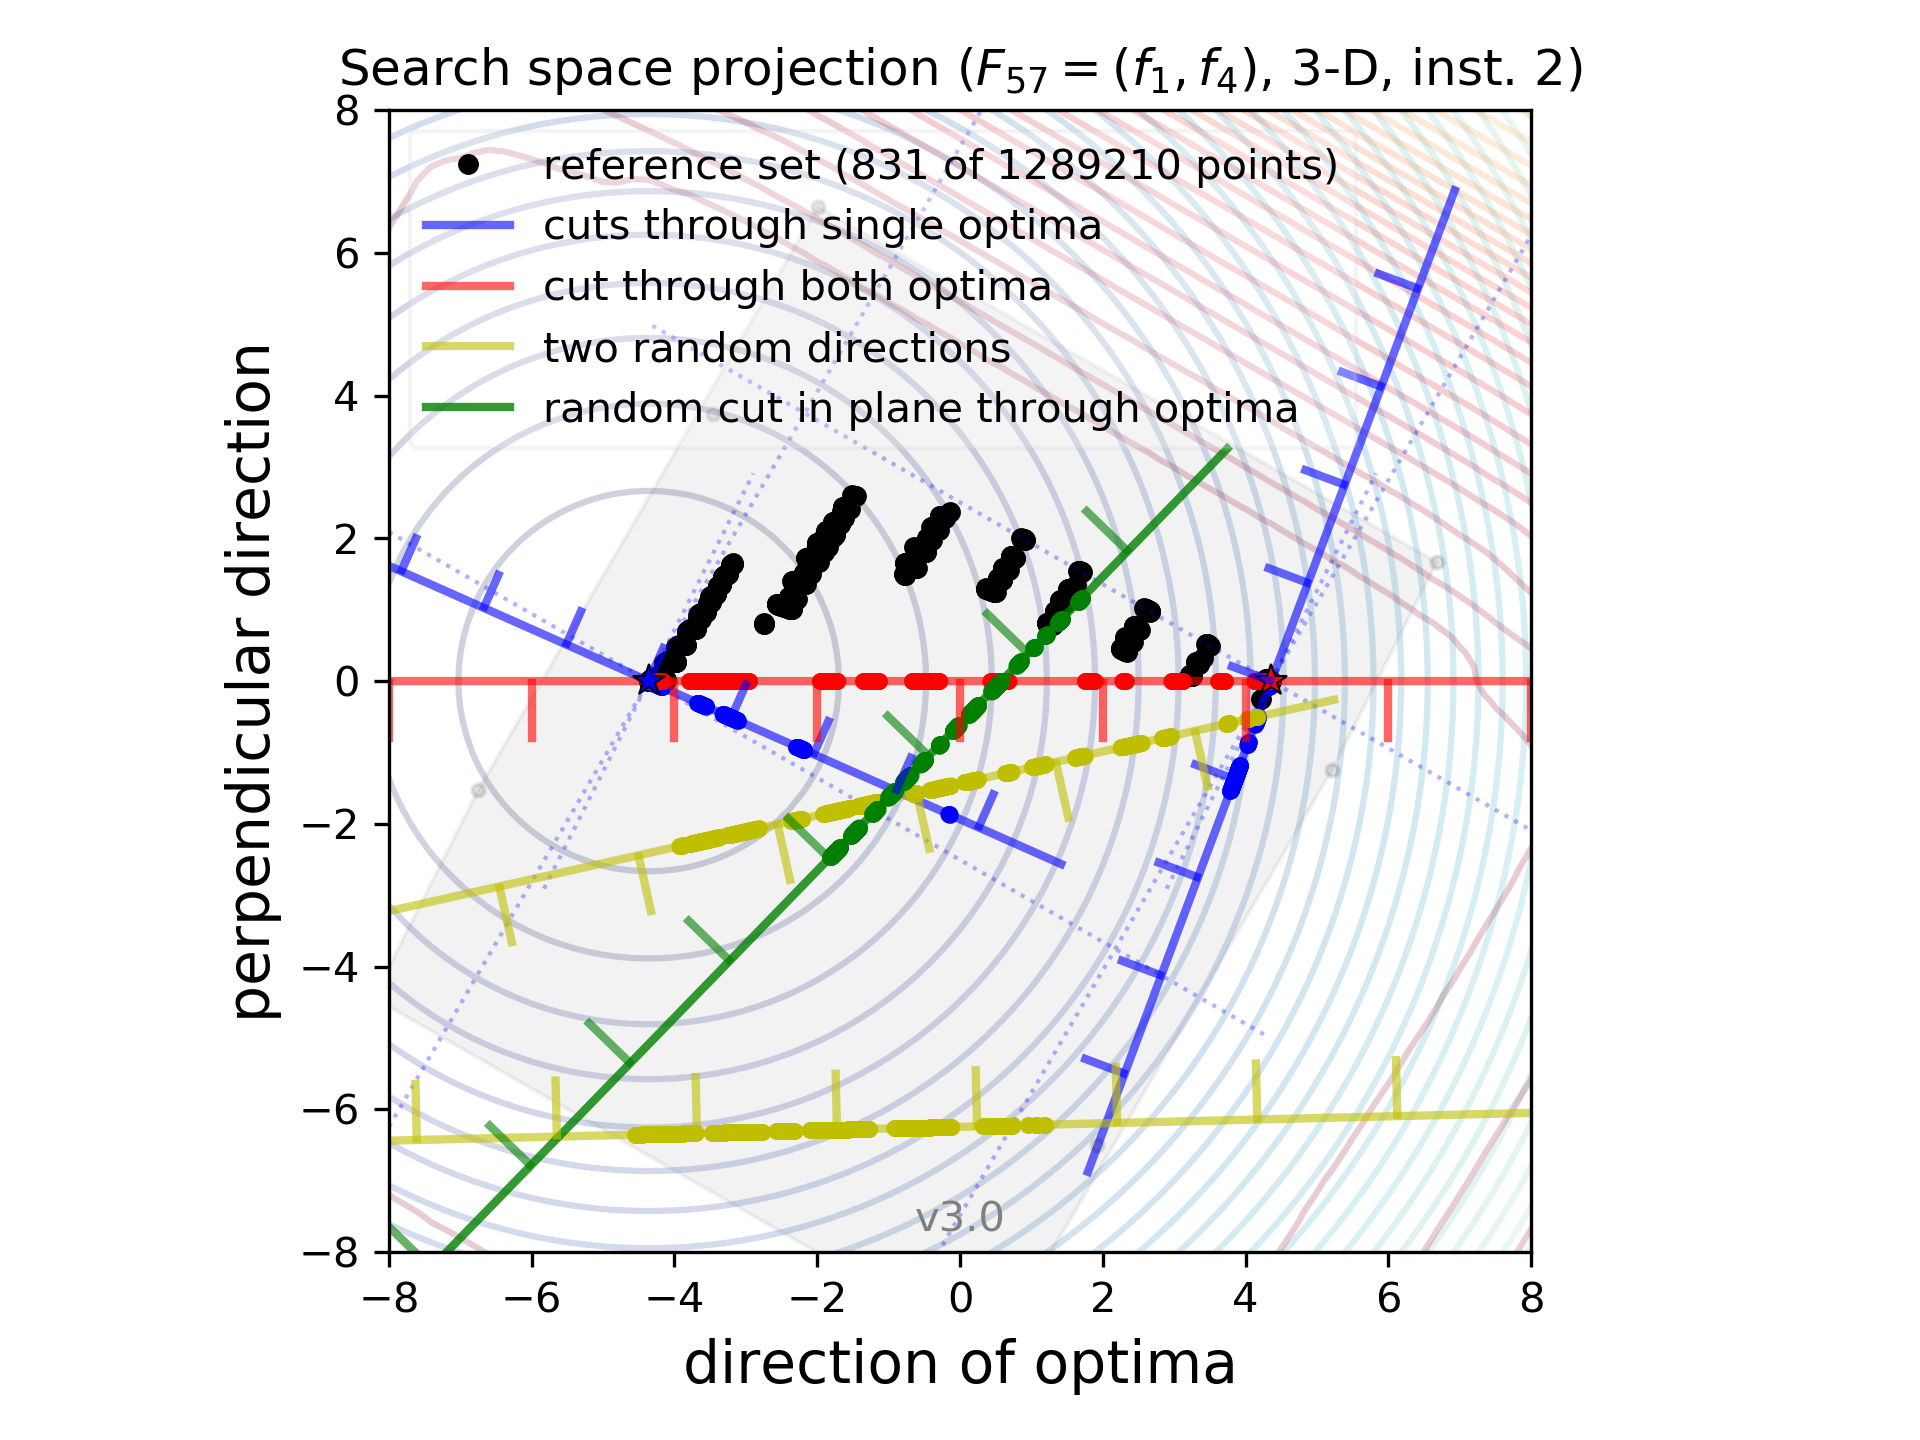 Search space projection (F57 = (f1, f4), 3-D, inst. 2)
reference set (831 of 1289210 points)
cuts through single optima
cut through both optima
two random directions
random cut in plane through optima
8
6
4
2
0
−2
−4
−6
−8
perpendicular direction
v3.0
−8 −6 −4 −2 0 2 4 6 8
direction of optima